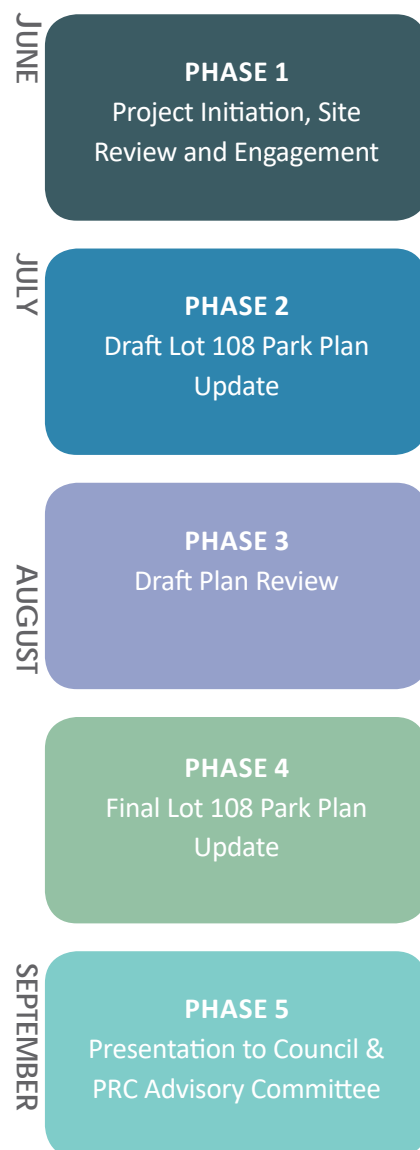 JUNE
PHASE 1
Project Initiation, Site
Review and Engagement
JULY
PHASE 2
Draft Lot 108 Park Plan
Update
AUGUST
PHASE 3
Draft Plan Review
PHASE 4
Final Lot 108 Park Plan
Update
SEPTEMBER
PHASE 5
Presentation to Council &
PRC Advisory Committee